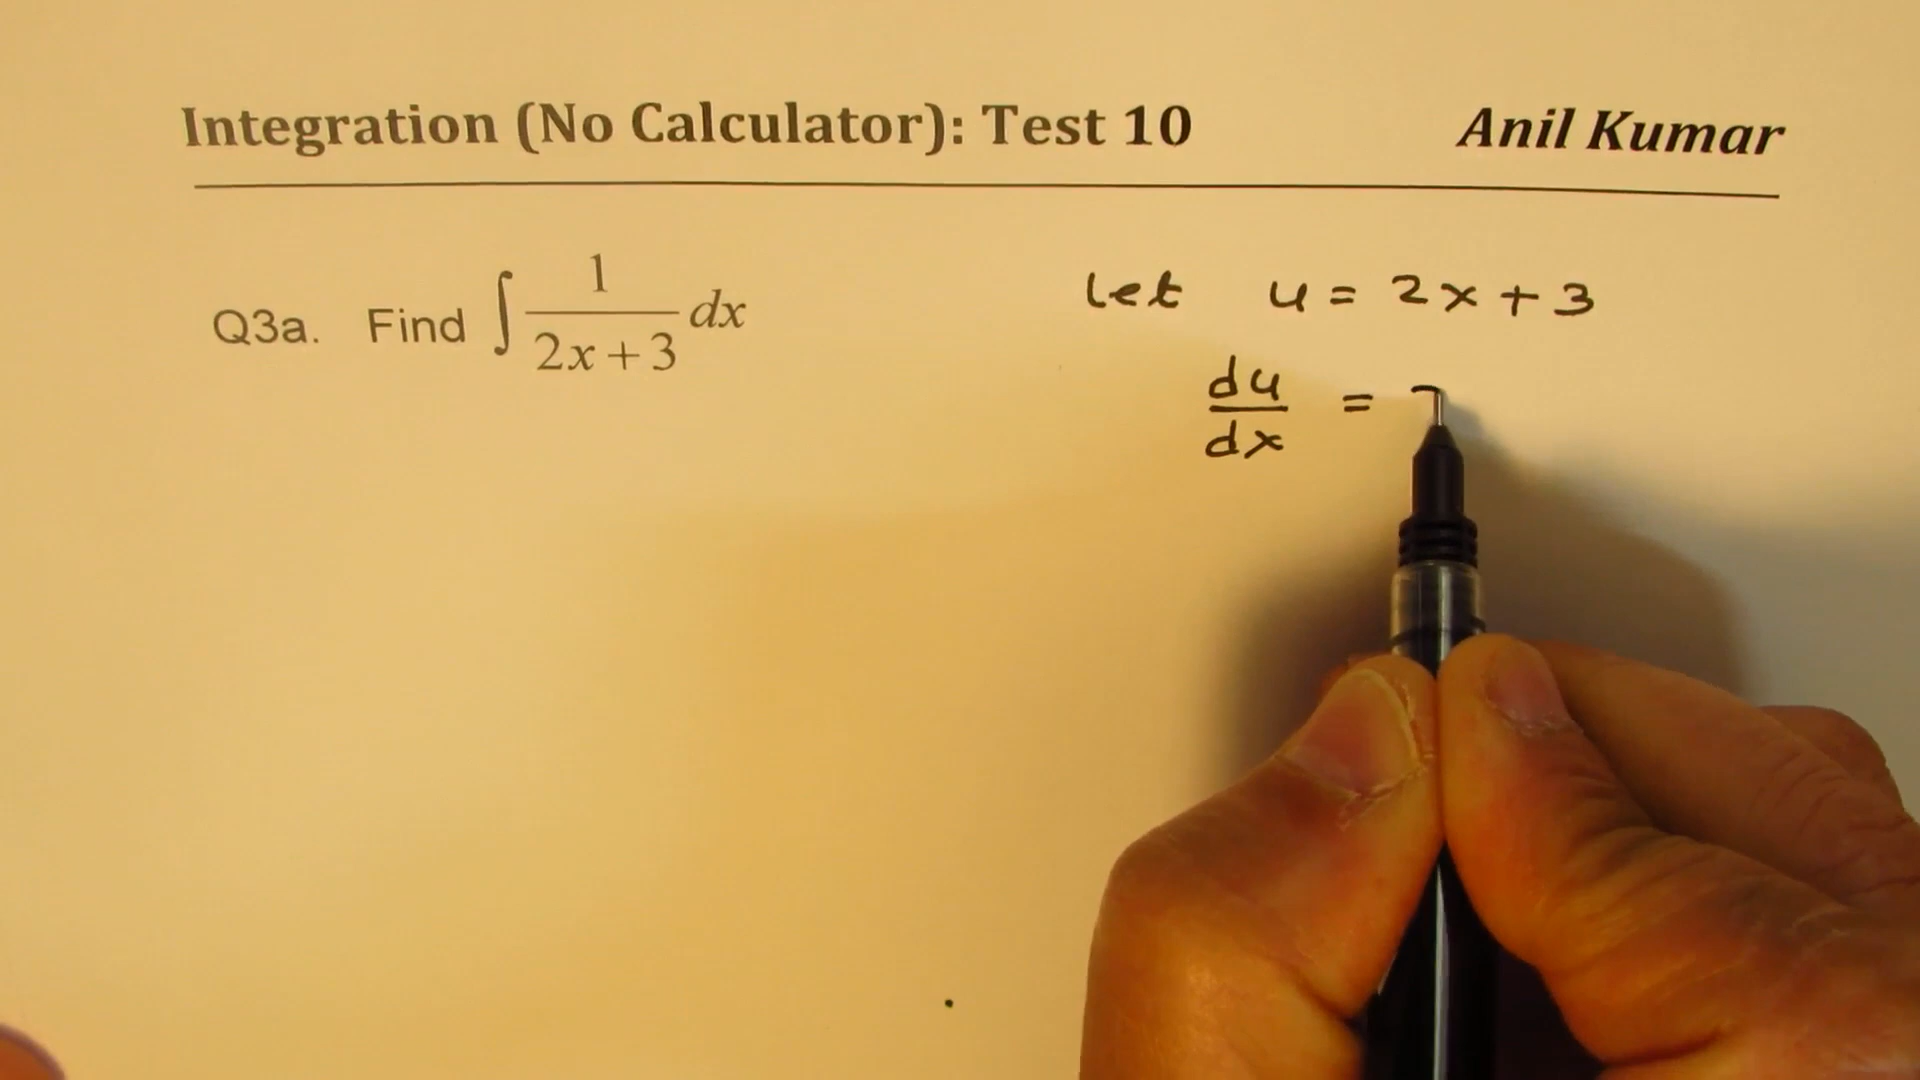 Integration (No Calculator): Test 10 Anil Kumar
Q3a. Find ∫ 1/(2x+3) dx
Let u = 2x + 3
du/dx =